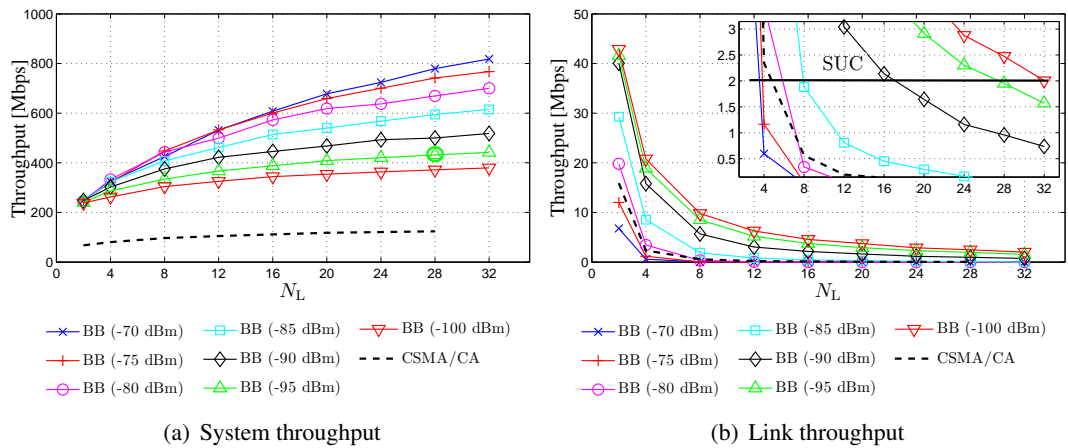 1000
800
600
400
200
0
Throughput [Mbps]
0 4 8 12 16 20 24 28 32
N_L
BB (-70 dBm)
BB (-75 dBm)
BB (-80 dBm)
BB (-85 dBm)
BB (-90 dBm)
BB (-95 dBm)
BB (-100 dBm)
CSMA/CA
(a) System throughput
50
40
30
20
10
0
Throughput [Mbps]
0 4 8 12 16 20 24 28 32
N_L
3
2.5
2
1.5
1
0.5
4 8 12 16 20 24 28 32
SUC
BB (-70 dBm)
BB (-75 dBm)
BB (-80 dBm)
BB (-85 dBm)
BB (-90 dBm)
BB (-95 dBm)
BB (-100 dBm)
CSMA/CA
(b) Link throughput